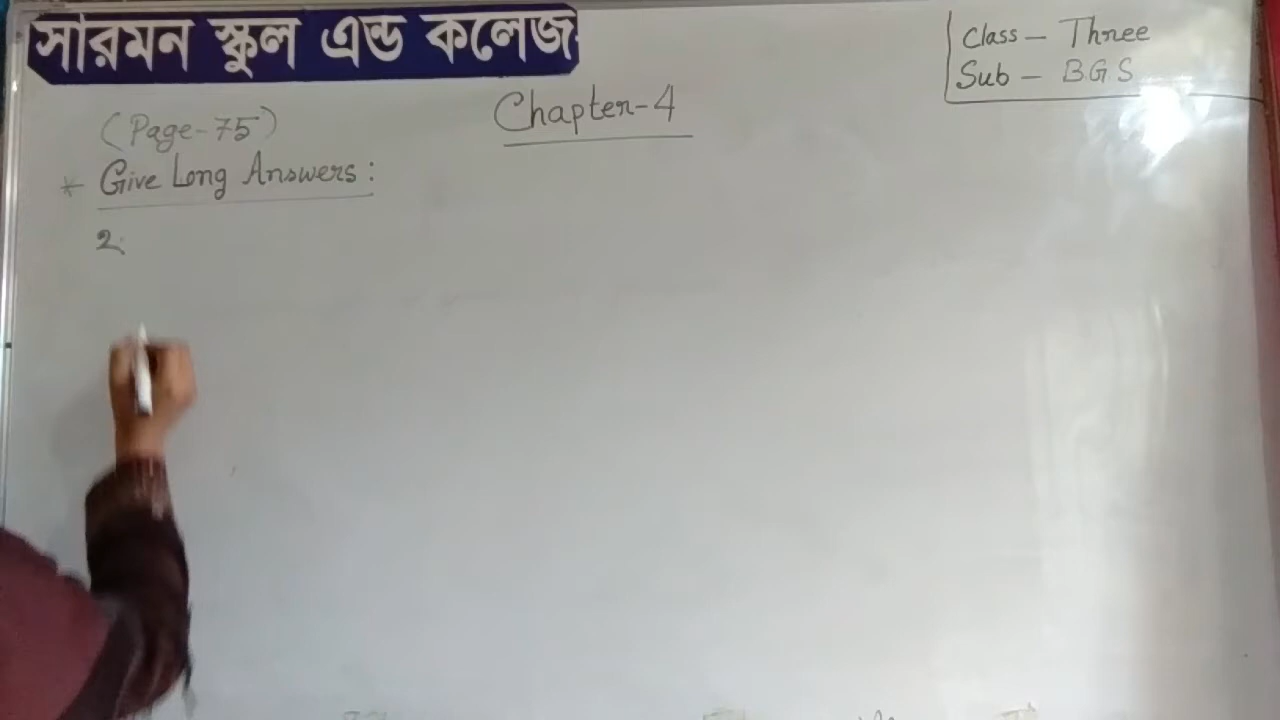 সারমন স্কুল এন্ড কলেজ
Class - Three
Sub - BGS
Chapter-4
(Page-75)
* Give Long Answers:
2.